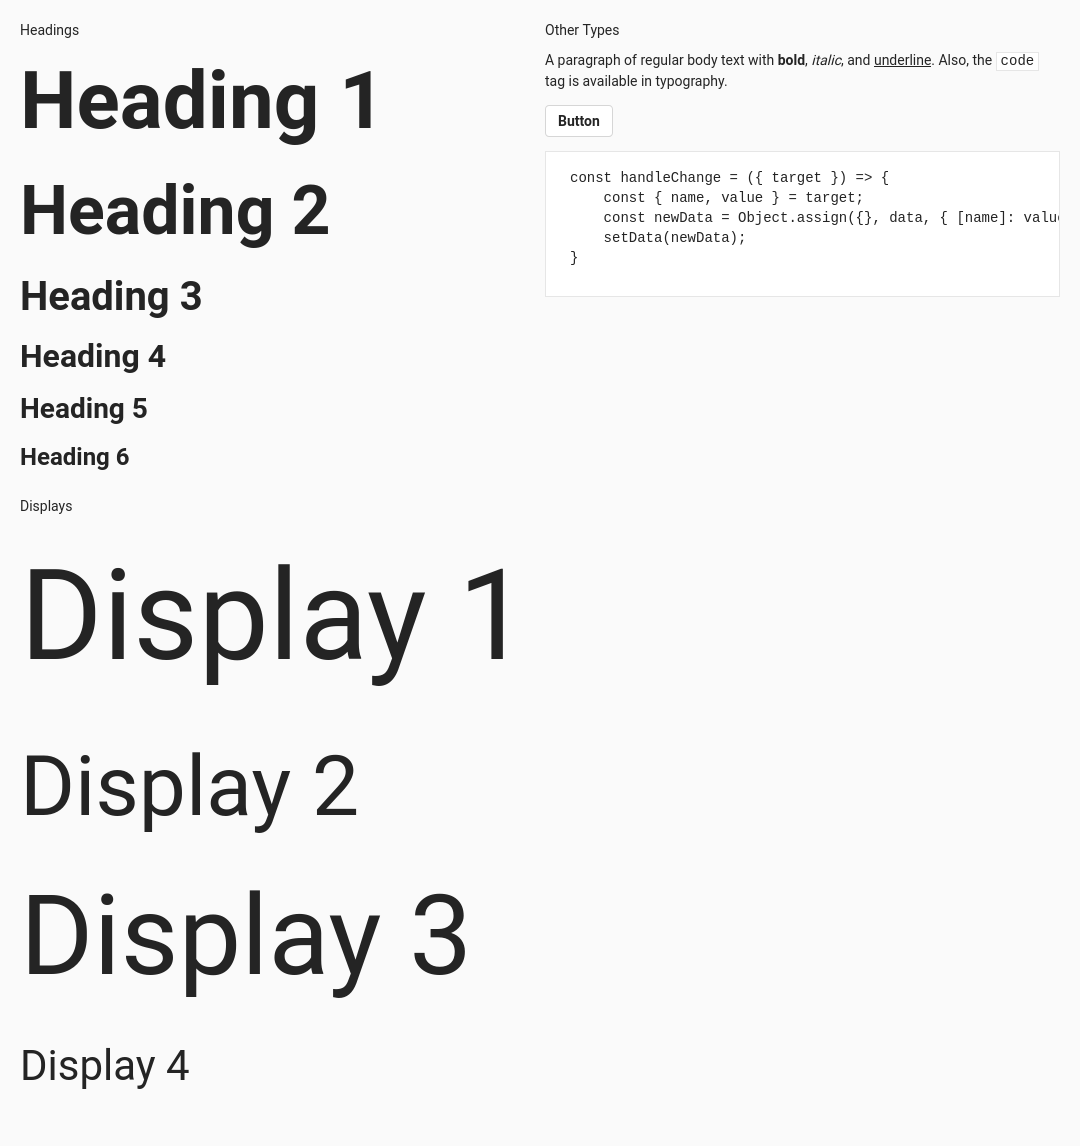 Headings
Heading 1
Heading 2
Heading 3
Heading 4
Heading 5
Heading 6
Displays
Display 1
Display 2
Display 3
Display 4
Other Types
A paragraph of regular body text with bold, italic, and underline. Also, the code
tag is available in typography.
Button
const handleChange = ({ target }) => {
    const { name, value } = target;
    const newData = Object.assign({}, data, { [name]: valu
    setData(newData);
}